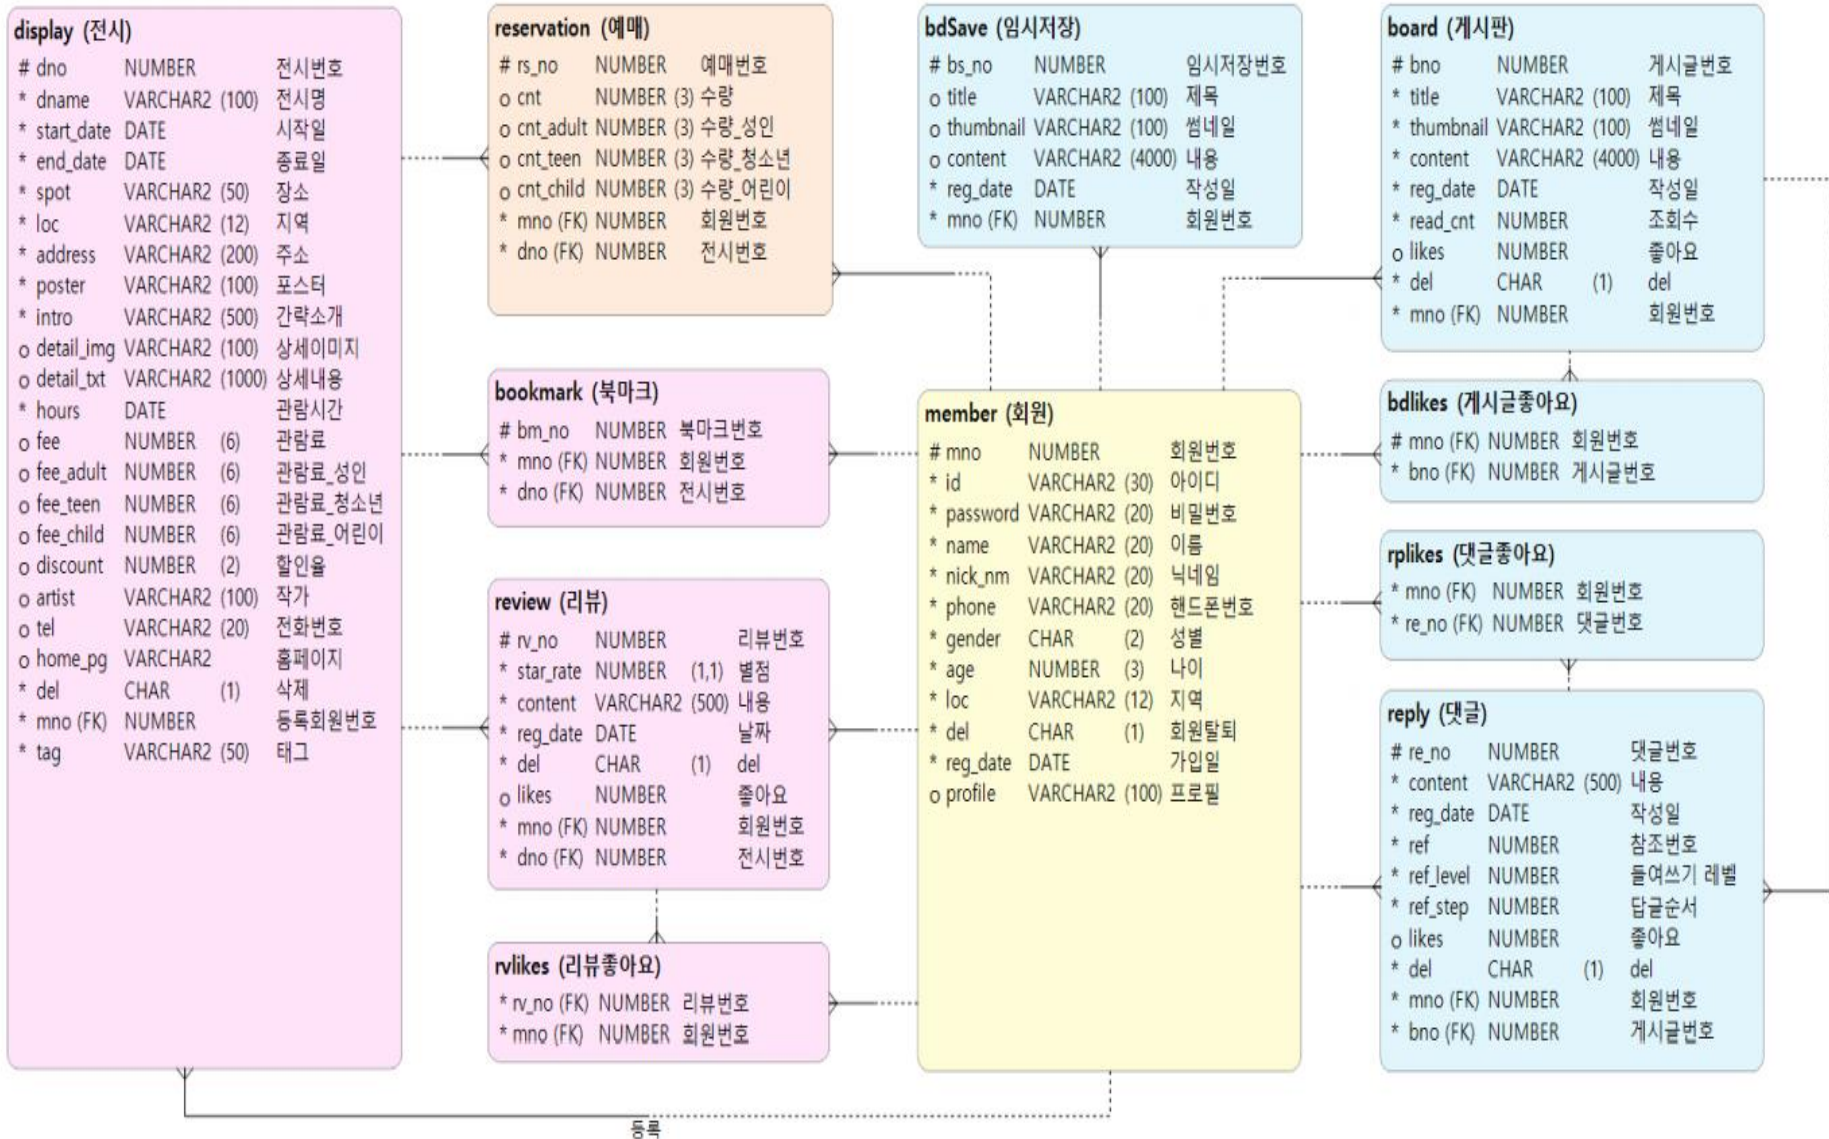 display (전시)
# dno NUMBER 전시번호
* dname VARCHAR2 (100) 전시명
* start_date DATE 시작일
* end_date DATE 종료일
* spot VARCHAR2 (50) 장소
* loc VARCHAR2 (12) 지역
* address VARCHAR2 (200) 주소
* poster VARCHAR2 (100) 포스터
* intro VARCHAR2 (500) 간략소개
o detail_img VARCHAR2 (100) 상세이미지
o detail_txt VARCHAR2 (1000) 상세내용
* hours DATE 관람시간
o fee NUMBER (6) 관람료
o fee_adult NUMBER (6) 관람료_성인
o fee_teen NUMBER (6) 관람료_청소년
o fee_child NUMBER (6) 관람료_어린이
o discount NUMBER (2) 할인율
o artist VARCHAR2 (100) 작가
o tel VARCHAR2 (20) 전화번호
o home_pg VARCHAR2 홈페이지
* del CHAR (1) 삭제
* mno (FK) NUMBER 등록회원번호
* tag VARCHAR2 (50) 태그
reservation (예매)
# rs_no NUMBER 예매번호
o cnt NUMBER (3) 수량
o cnt_adult NUMBER (3) 수량_성인
o cnt_teen NUMBER (3) 수량_청소년
o cnt_child NUMBER (3) 수량_어린이
* mno (FK) NUMBER 회원번호
* dno (FK) NUMBER 전시번호
bookmark (북마크)
# bm_no NUMBER 북마크번호
* mno (FK) NUMBER 회원번호
* dno (FK) NUMBER 전시번호
review (리뷰)
# rv_no NUMBER 리뷰번호
* star_rate NUMBER (1,1) 별점
* content VARCHAR2 (500) 내용
* reg_date DATE 날짜
* del CHAR (1) del
o likes NUMBER 좋아요
* mno (FK) NUMBER 회원번호
* dno (FK) NUMBER 전시번호
rvlikes (리뷰좋아요)
* rv_no (FK) NUMBER 리뷰번호
* mno (FK) NUMBER 회원번호
bdSave (임시저장)
# bs_no NUMBER 임시저장번호
o title VARCHAR2 (100) 제목
o thumbnail VARCHAR2 (100) 썸네일
o content VARCHAR2 (4000) 내용
* reg_date DATE 작성일
* mno (FK) NUMBER 회원번호
member (회원)
# mno NUMBER 회원번호
* id VARCHAR2 (30) 아이디
* password VARCHAR2 (20) 비밀번호
* name VARCHAR2 (20) 이름
* nick_nm VARCHAR2 (20) 닉네임
* phone VARCHAR2 (20) 핸드폰번호
* gender CHAR (2) 성별
* age NUMBER (3) 나이
* loc VARCHAR2 (12) 지역
* del CHAR (1) 회원탈퇴
* reg_date DATE 가입일
o profile VARCHAR2 (100) 프로필
board (게시판)
# bno NUMBER 게시글번호
* title VARCHAR2 (100) 제목
* thumbnail VARCHAR2 (100) 썸네일
* content VARCHAR2 (4000) 내용
* reg_date DATE 작성일
* read_cnt NUMBER 조회수
o likes NUMBER 좋아요
* del CHAR (1) del
* mno (FK) NUMBER 회원번호
bdlikes (게시글좋아요)
# mno (FK) NUMBER 회원번호
* bno (FK) NUMBER 게시글번호
rplikes (댓글좋아요)
* mno (FK) NUMBER 회원번호
* re_no (FK) NUMBER 댓글번호
reply (댓글)
# re_no NUMBER 댓글번호
* content VARCHAR2 (500) 내용
* reg_date DATE 작성일
* ref NUMBER 참조번호
* ref_level NUMBER 들여쓰기 레벨
* ref_step NUMBER 답글순서
o likes NUMBER 좋아요
* del CHAR (1) del
* mno (FK) NUMBER 회원번호
* bno (FK) NUMBER 게시글번호
등록